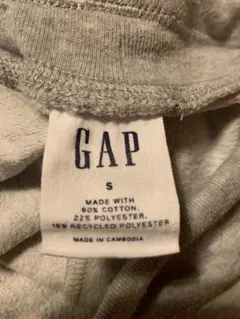 GAP
S
MADE WITH
60% COTTON,
22% POLYESTER,
18% RECYCLED POLYESTER
MADE IN CAMBODIA